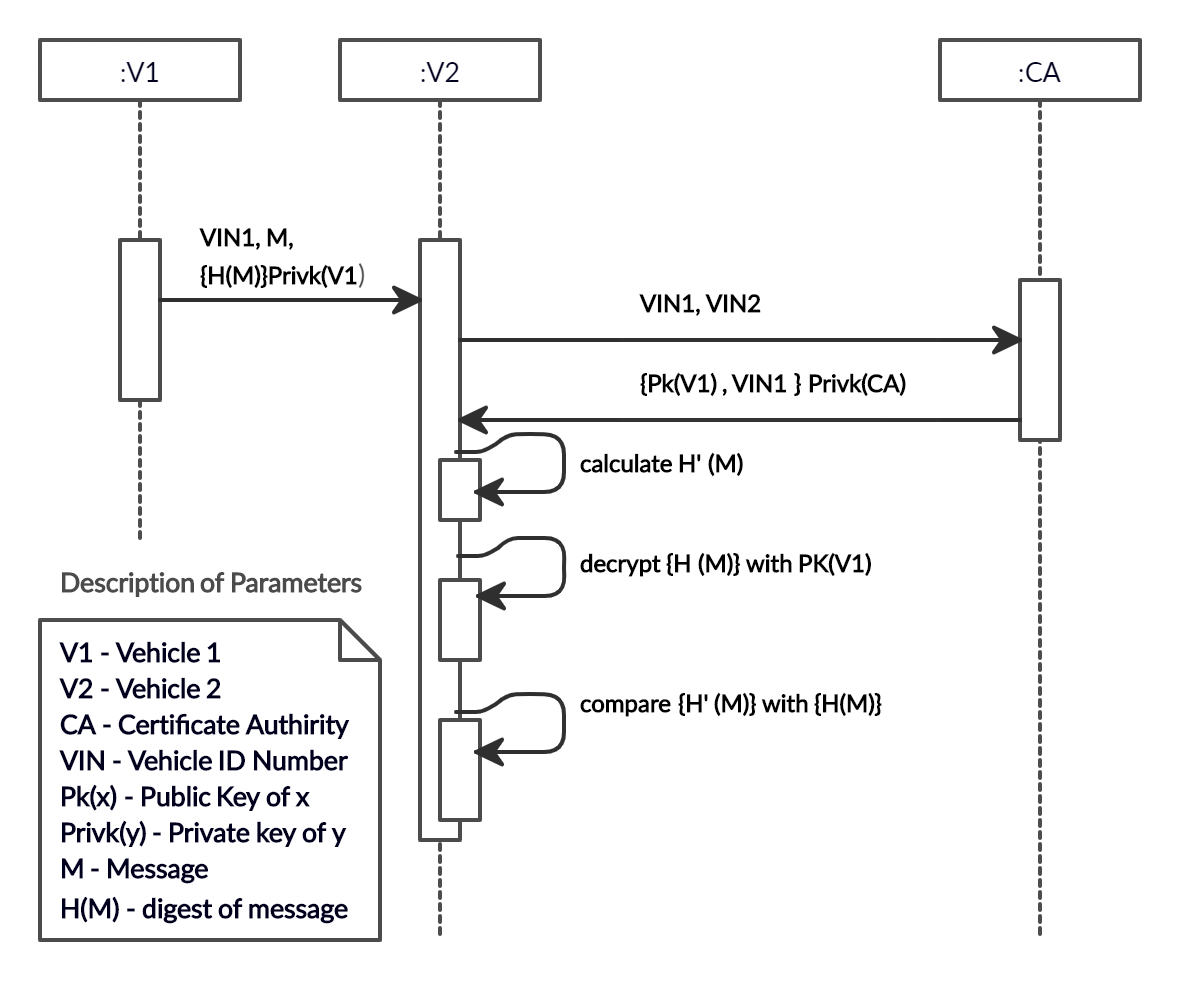 :V1
:V2
:CA
VIN1, M,
{H(M)}Privk(V1)
VIN1, VIN2
{Pk(V1) , VIN1 } Privk(CA)
calculate H' (M)
decrypt {H (M)} with PK(V1)
compare {H' (M)} with {H(M)}
Description of Parameters
V1 - Vehicle 1
V2 - Vehicle 2
CA - Certificate Authirity
VIN - Vehicle ID Number
Pk(x) - Public Key of x
Privk(y) - Private key of y
M - Message
H(M) - digest of message